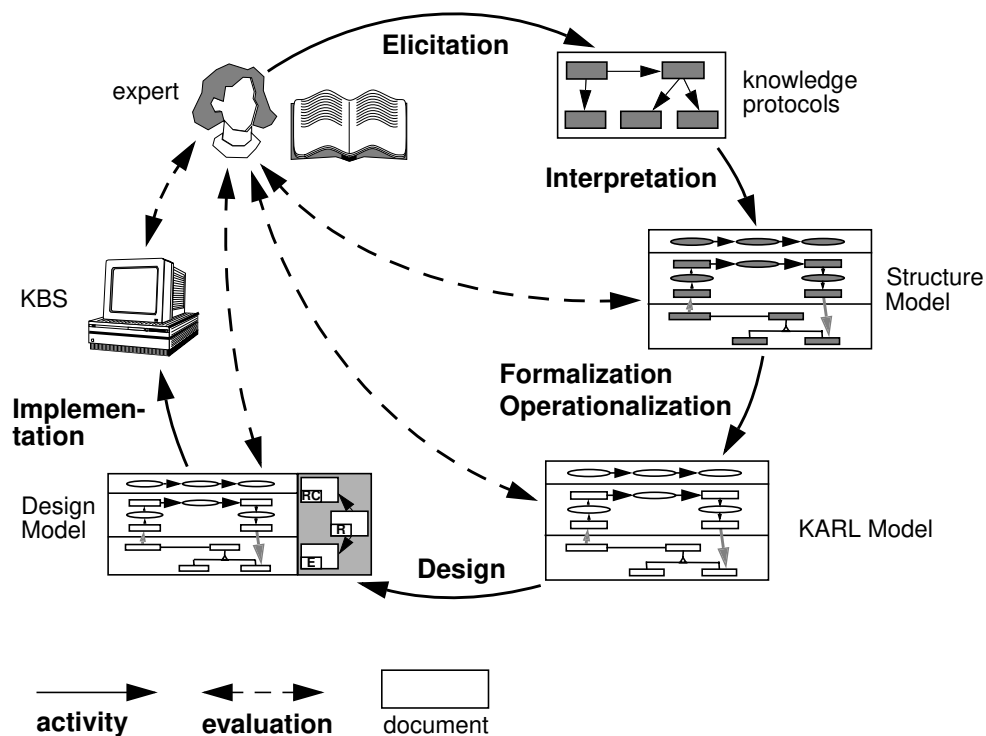 Elicitation
expert
knowledge
protocols
Interpretation
Structure
Model
KBS
Formalization
Operationalization
Implemen-
tation
Design
Model
RC
R
E
KARL Model
Design
activity
evaluation
document